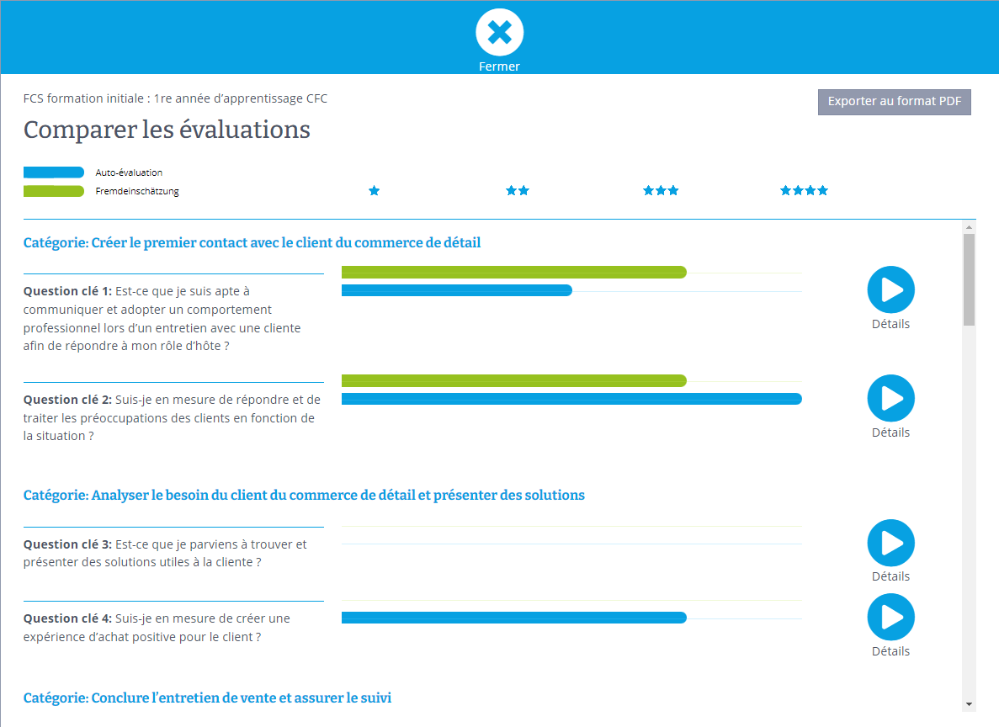 Fermer
FCS formation initiale : 1re année d’apprentissage CFC
Exporter au format PDF
Comparer les évaluations
Auto-évaluation
Fremdeinschätzung
Catégorie: Créer le premier contact avec le client du commerce de détail
Question clé 1: Est-ce que je suis apte à
communiquer et adopter un comportement
professionnel lors d’un entretien avec une cliente
afin de répondre à mon rôle d’hôte ?
Détails
Question clé 2: Suis-je en mesure de répondre et de
traiter les préoccupations des clients en fonction de
la situation ?
Détails
Catégorie: Analyser le besoin du client du commerce de détail et présenter des solutions
Question clé 3: Est-ce que je parviens à trouver et
présenter des solutions utiles à la cliente ?
Détails
Question clé 4: Suis-je en mesure de créer une
expérience d’achat positive pour le client ?
Détails
Catégorie: Conclure l’entretien de vente et assurer le suivi